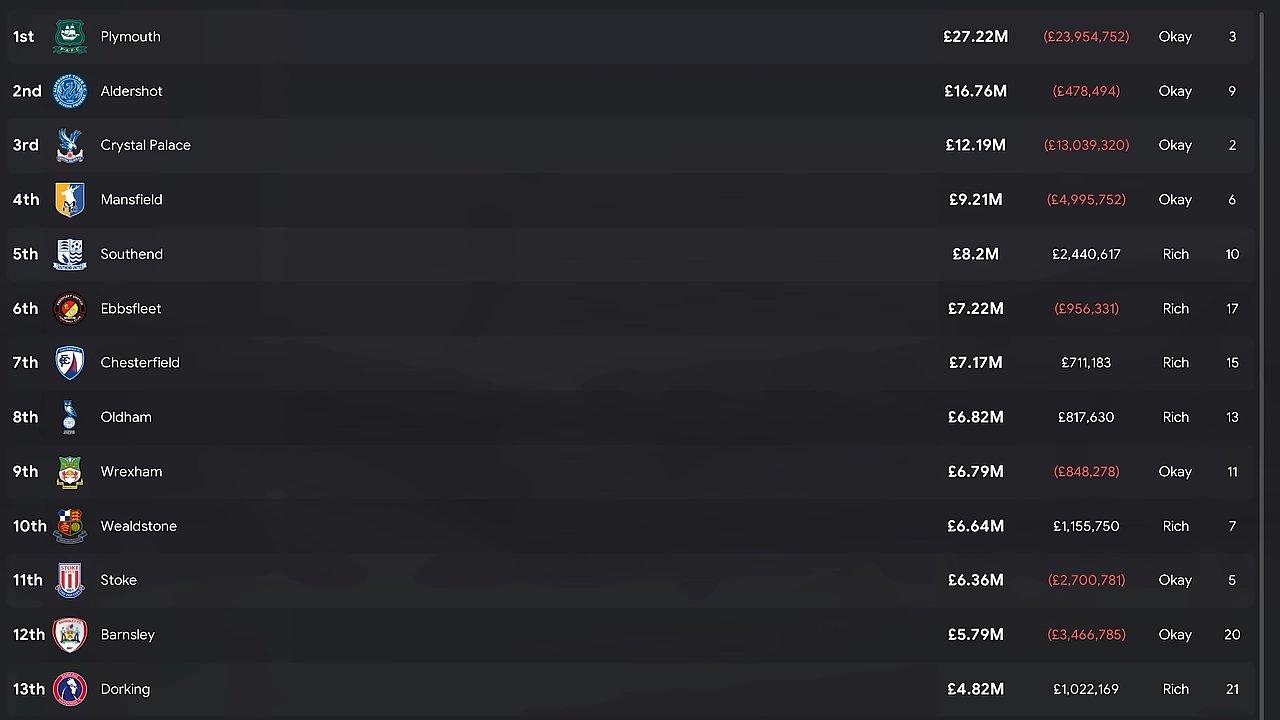 1st Plymouth £27.22M (£23,954,752) Okay 3
2nd Aldershot £16.76M (£478,494) Okay 9
3rd Crystal Palace £12.19M (£13,039,320) Okay 2
4th Mansfield £9.21M (£4,995,752) Okay 6
5th Southend £8.2M £2,440,617 Rich 10
6th Ebbsfleet £7.22M (£956,331) Rich 17
7th Chesterfield £7.17M £711,183 Rich 15
8th Oldham £6.82M £817,630 Rich 13
9th Wrexham £6.79M (£848,278) Okay 11
10th Wealdstone £6.64M £1,155,750 Rich 7
11th Stoke £6.36M (£2,700,781) Okay 5
12th Barnsley £5.79M (£3,466,785) Okay 20
13th Dorking £4.82M £1,022,169 Rich 21